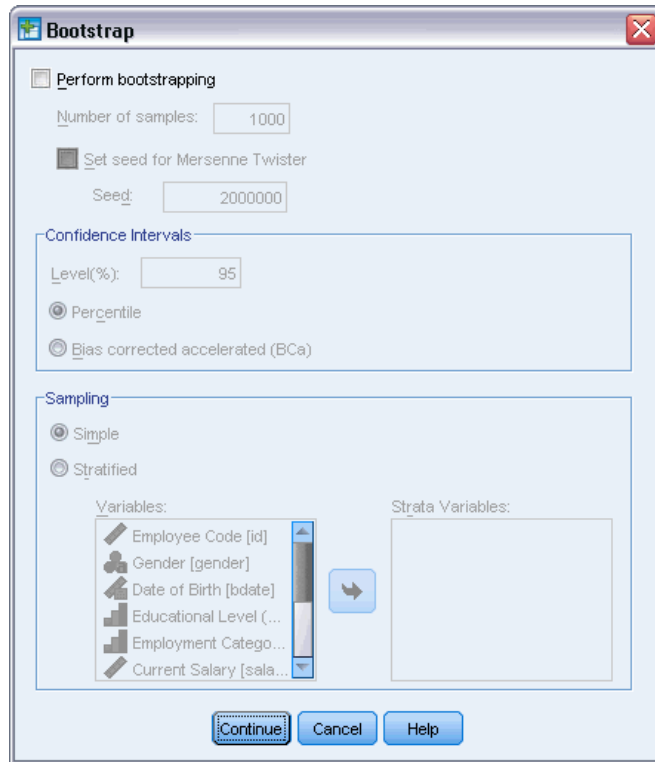 Bootstrap
Perform bootstrapping
Number of samples: 1000
Set seed for Mersenne Twister
Seed: 2000000
Confidence Intervals
Level(%): 95
Percentile
Bias corrected accelerated (BCa)
Sampling
Simple
Stratified
Variables:
Strata Variables:
Employee Code [id]
Gender [gender]
Date of Birth [bdate]
Educational Level (...
Employment Catego...
Current Salary [sala...
Continue
Cancel
Help